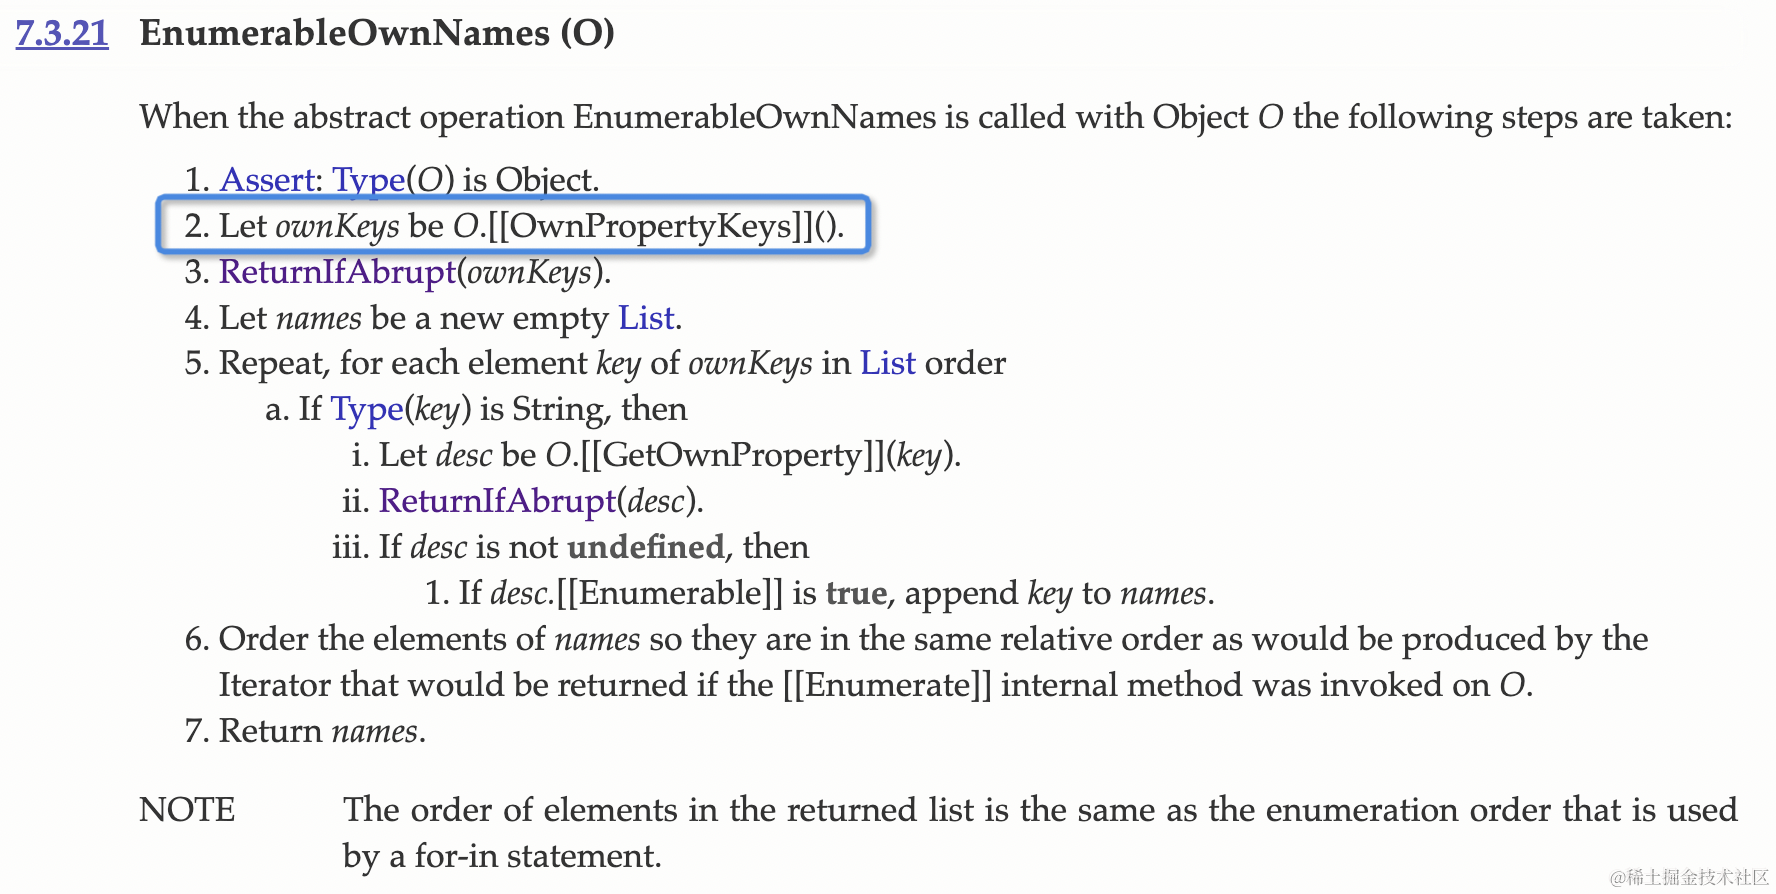 7.3.21 EnumerableOwnNames (O)
When the abstract operation EnumerableOwnNames is called with Object O the following steps are taken:
1. Assert: Type(O) is Object.
2. Let ownKeys be O.[[OwnPropertyKeys]]().
3. ReturnIfAbrupt(ownKeys).
4. Let names be a new empty List.
5. Repeat, for each element key of ownKeys in List order
a. If Type(key) is String, then
i. Let desc be O.[[GetOwnProperty]](key).
ii. ReturnIfAbrupt(desc).
iii. If desc is not undefined, then
1. If desc.[[Enumerable]] is true, append key to names.
6. Order the elements of names so they are in the same relative order as would be produced by the
Iterator that would be returned if the [[Enumerate]] internal method was invoked on O.
7. Return names.
NOTE The order of elements in the returned list is the same as the enumeration order that is used
by a for-in statement.
@稀土掘金技术社区